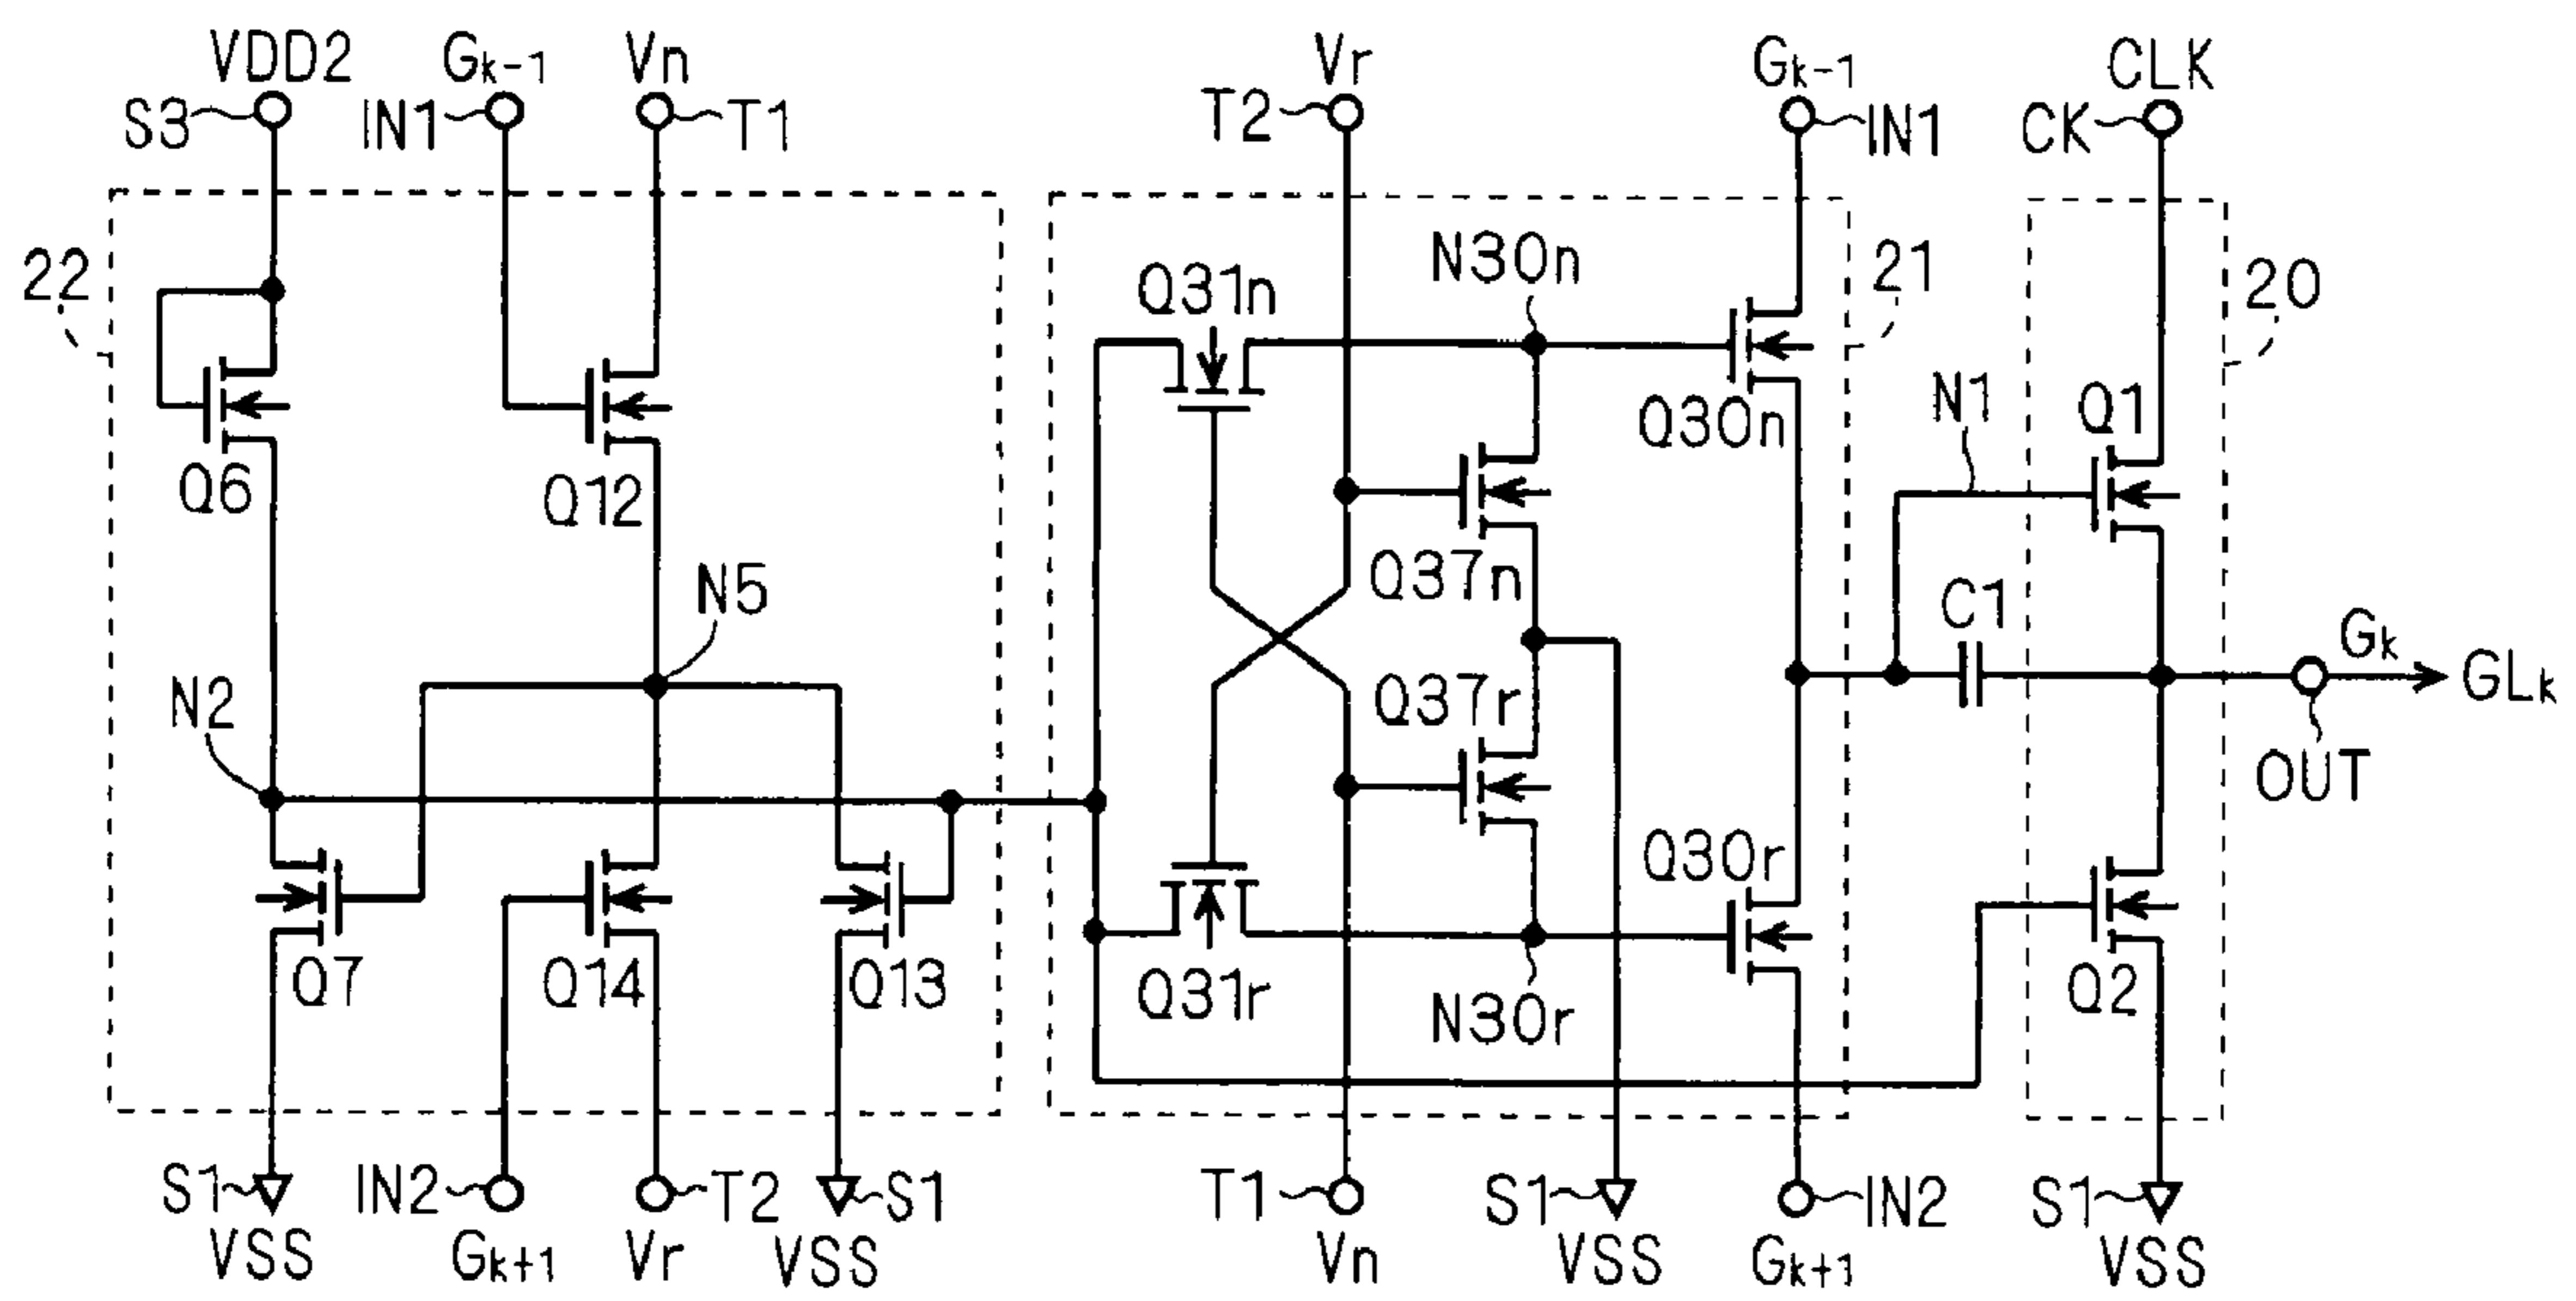 VDD2 Gk-1 Vn Vr Gk-1 CLK
S3 IN1 T1 T2 IN1 CK
22 Q31n N30n 21 20
Q6 Q12 Q30n N1 Q1
Q37n C1
N2 N5 Q37r Gk GLk
OUT
Q30r
Q7 Q14 Q13 Q31r N30r Q2
S1 IN2 T2 S1 T1 S1 IN2 S1
VSS Gk+1 Vr VSS Vn VSS Gk+1 VSS